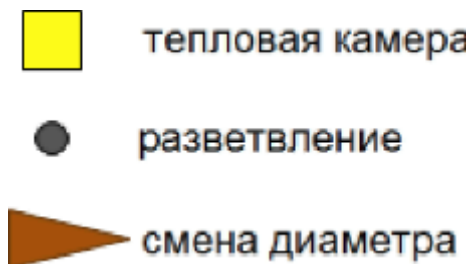 тепловая камера
разветвление
смена диаметра